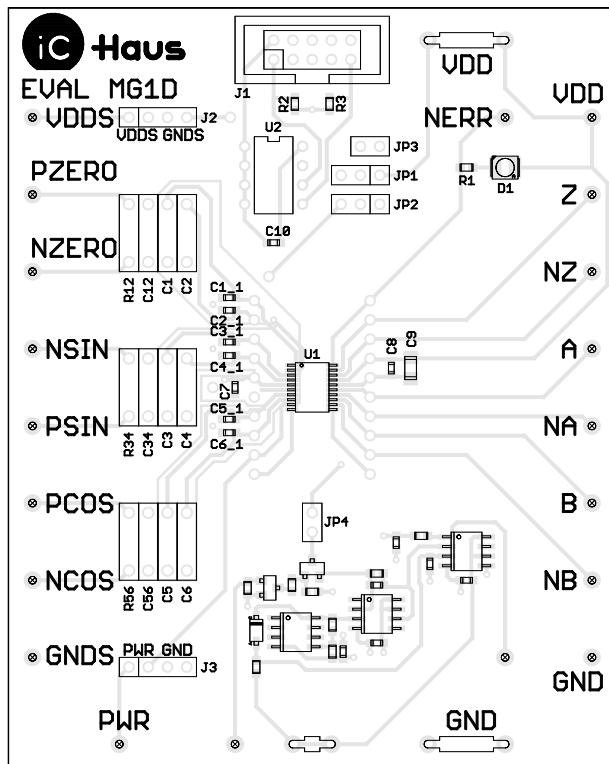 iC Haus
EVAL MG1D
J1
R2
R3
VDD
VDD
VDDS
J2
VDDS GNDS
U2
NERR
JP3
PZERO
JP1
R1
D1
Z
JP2
C10
NZERO
R12
C12
C1
C2
NZ
C1_1
C2_1
C3_1
C4_1
NSIN
U1
C8
C9
A
C7
C5_1
C6_1
PSIN
R34
C34
C3
C4
NA
PCOS
JP4
B
NCOS
R56
C56
C5
C6
NB
GNDS
PWR GND
J3
GND
PWR
GND